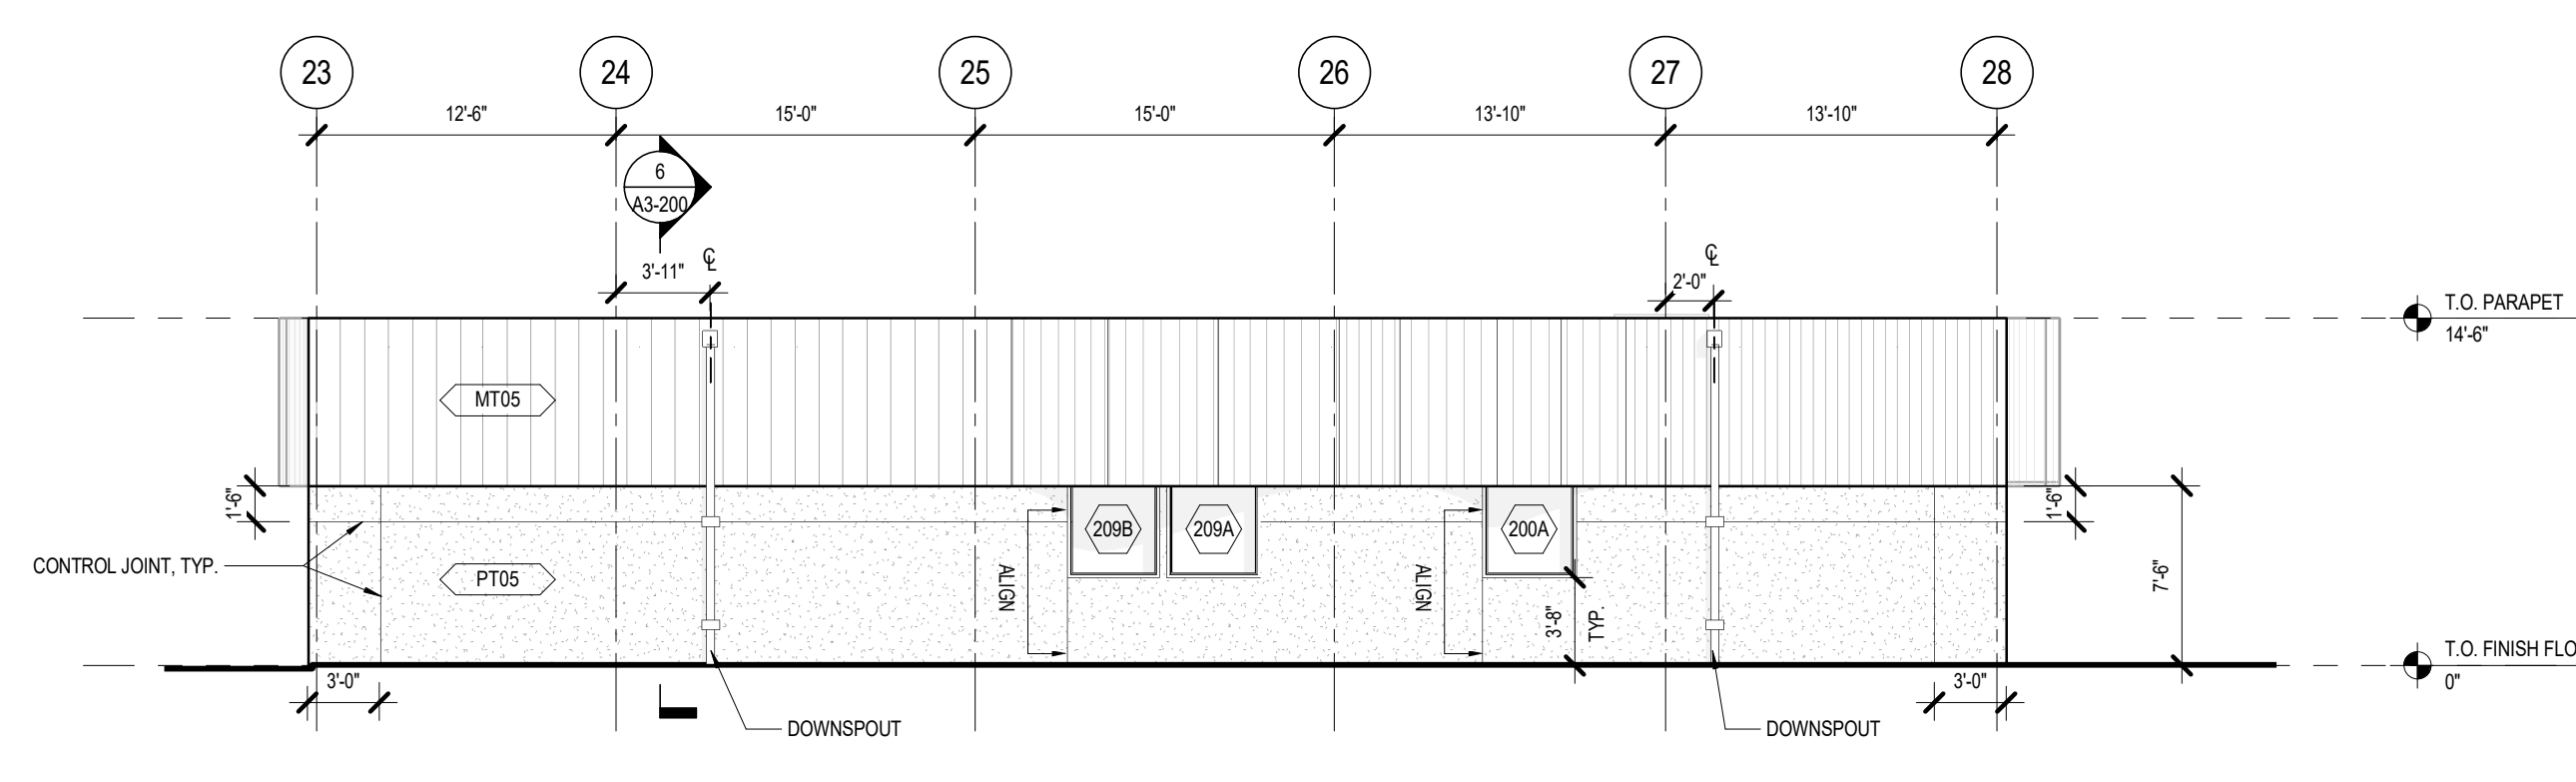 23
24
25
26
27
28
12'-6"
15'-0"
15'-0"
13'-10"
13'-10"
6
A3-200
3'-11"
℄
℄
2'-0"
T.O. PARAPET
14'-6"
MT05
1'-6"
1'-6"
209B
209A
200A
CONTROL JOINT, TYP.
PT05
ALIGN
ALIGN
3'-8"
TYP.
7'-6"
T.O. FINISH FLO
0"
3'-0"
3'-0"
DOWNSPOUT
DOWNSPOUT